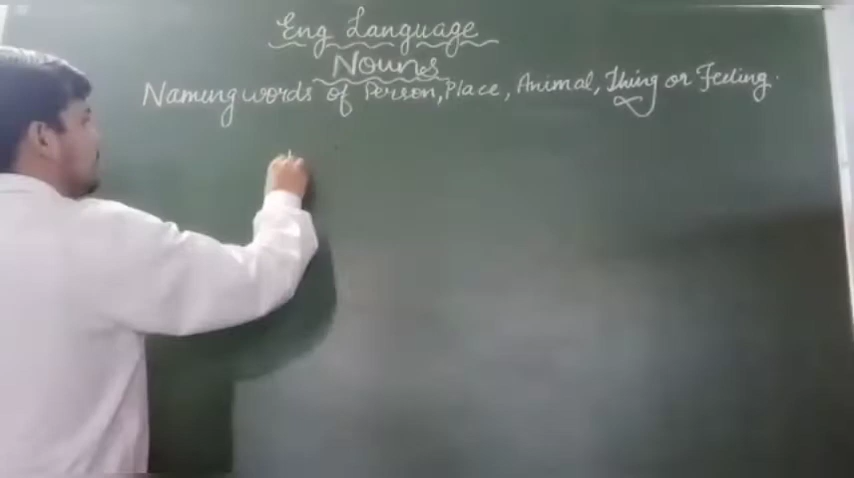 Eng Language
Nouns
Naming words of Person, Place, Animal, Thing or Feeling.